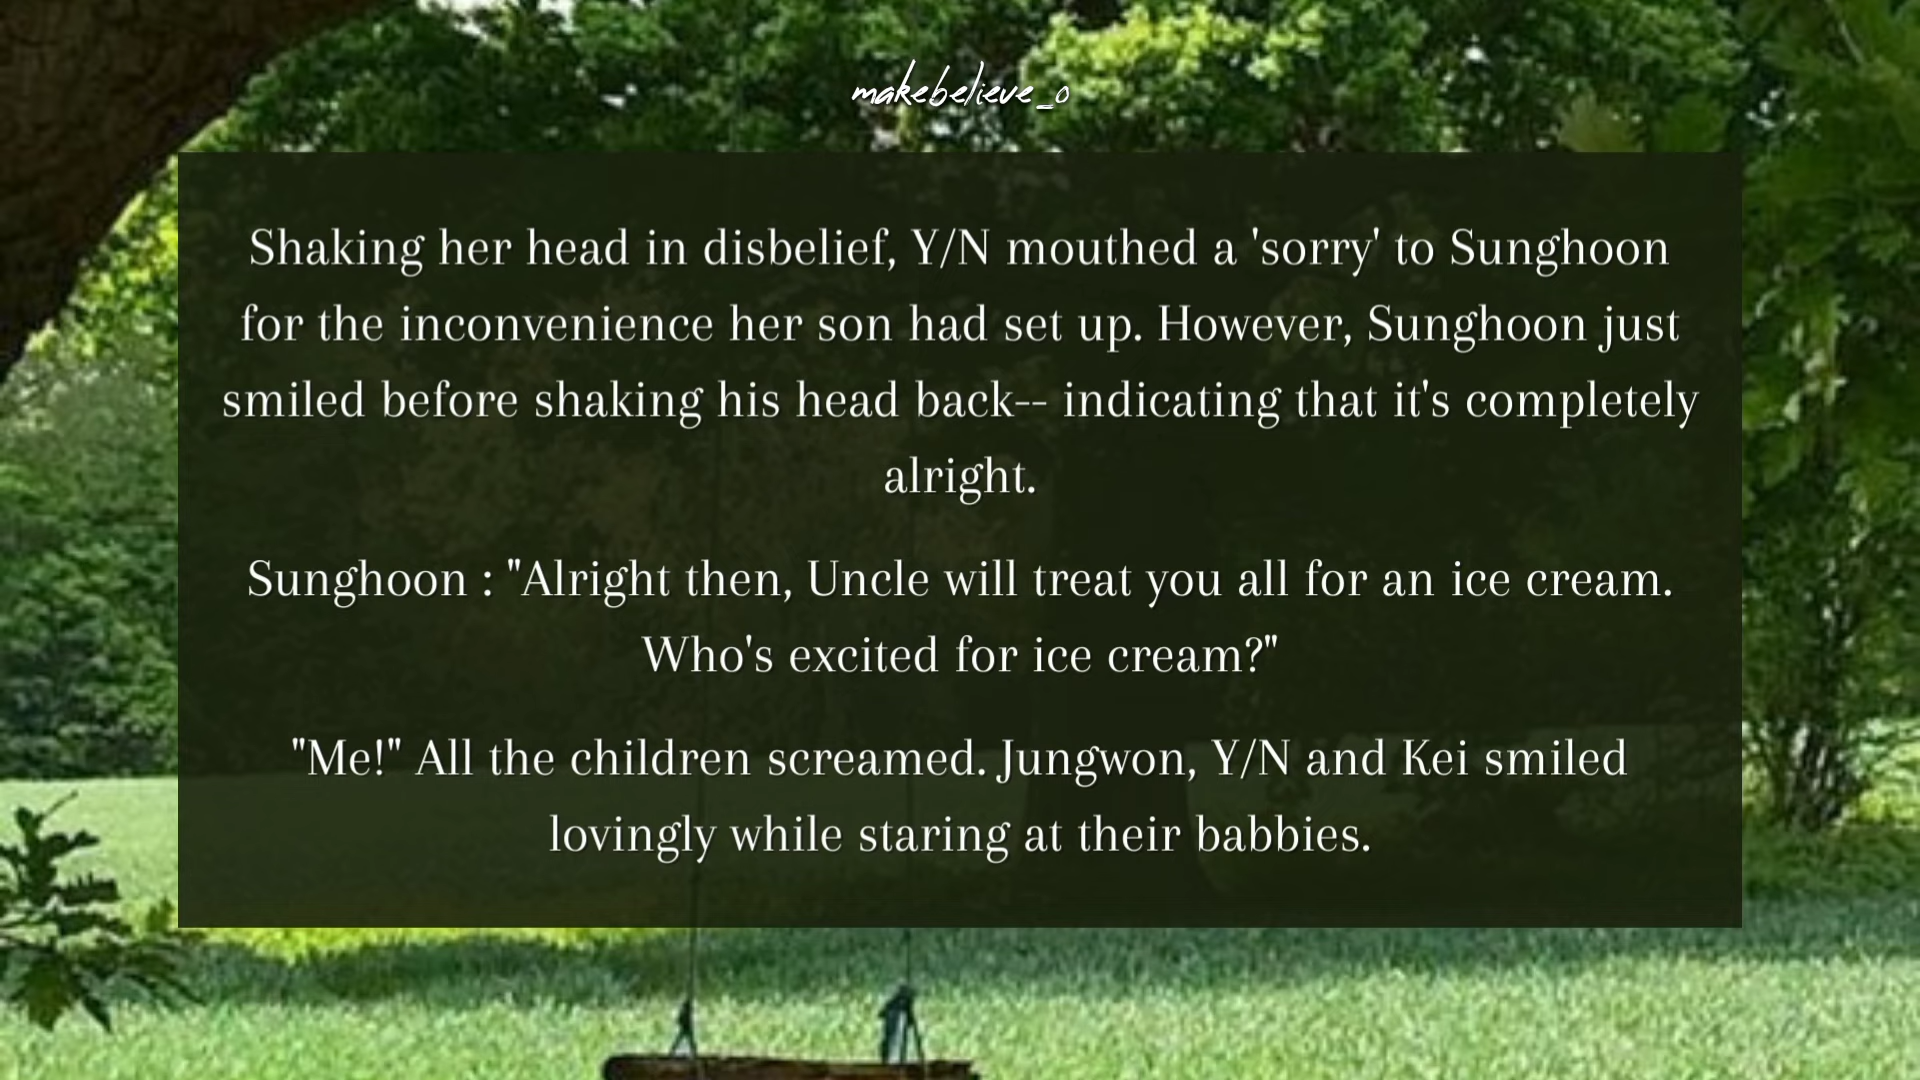 makebelieve_o
Shaking her head in disbelief, Y/N mouthed a 'sorry' to Sunghoon
for the inconvenience her son had set up. However, Sunghoon just
smiled before shaking his head back-- indicating that it's completely
alright.
Sunghoon : "Alright then, Uncle will treat you all for an ice cream.
Who's excited for ice cream?"
"Me!" All the children screamed. Jungwon, Y/N and Kei smiled
lovingly while staring at their babbies.